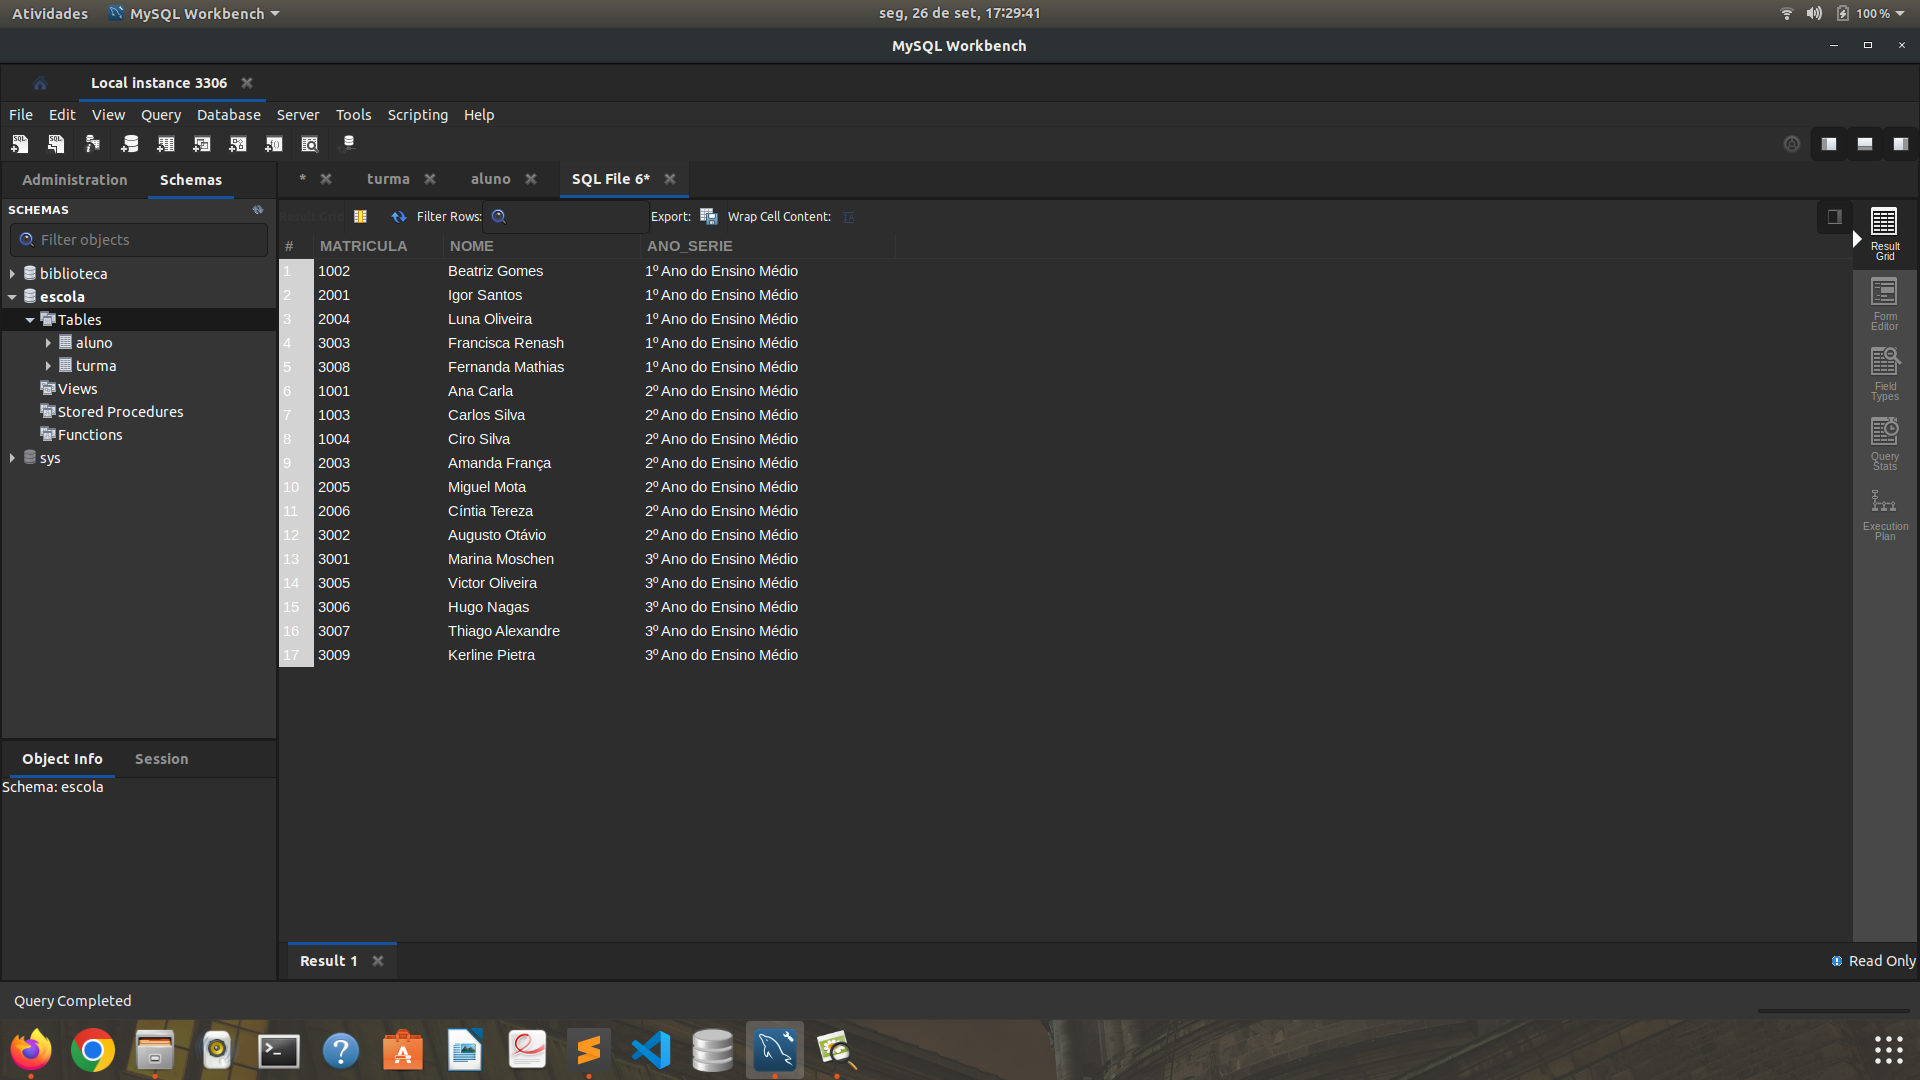 Atividades MySQL Workbench seg, 26 de set, 17:29:41 100 %
MySQL Workbench
Local instance 3306
File Edit View Query Database Server Tools Scripting Help
Administration Schemas
* turma aluno SQL File 6*
SCHEMAS
Filter objects
biblioteca
escola
Tables
aluno
turma
Views
Stored Procedures
Functions
sys
Object Info Session
Schema: escola
Result Grid Filter Rows: Export: Wrap Cell Content:
# MATRICULA NOME ANO_SERIE
1 1002 Beatriz Gomes 1º Ano do Ensino Médio
2 2001 Igor Santos 1º Ano do Ensino Médio
3 2004 Luna Oliveira 1º Ano do Ensino Médio
4 3003 Francisca Renash 1º Ano do Ensino Médio
5 3008 Fernanda Mathias 1º Ano do Ensino Médio
6 1001 Ana Carla 2º Ano do Ensino Médio
7 1003 Carlos Silva 2º Ano do Ensino Médio
8 1004 Ciro Silva 2º Ano do Ensino Médio
9 2003 Amanda França 2º Ano do Ensino Médio
10 2005 Miguel Mota 2º Ano do Ensino Médio
11 2006 Cíntia Tereza 2º Ano do Ensino Médio
12 3002 Augusto Otávio 2º Ano do Ensino Médio
13 3001 Marina Moschen 3º Ano do Ensino Médio
14 3005 Victor Oliveira 3º Ano do Ensino Médio
15 3006 Hugo Nagas 3º Ano do Ensino Médio
16 3007 Thiago Alexandre 3º Ano do Ensino Médio
17 3009 Kerline Pietra 3º Ano do Ensino Médio
Result
Grid
Form
Editor
Field
Types
Query
Stats
Execution
Plan
Result 1 Read Only
Query Completed